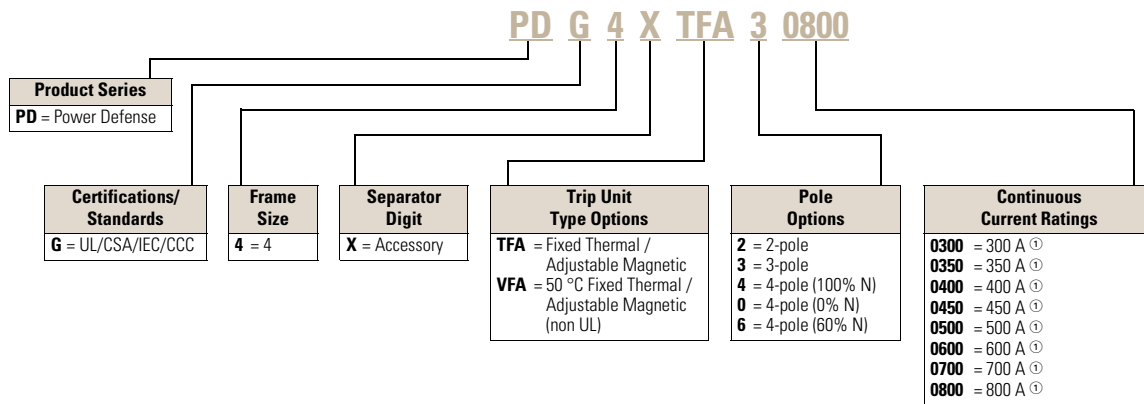 PD G 4 X TFA 3 0800
Product Series
PD = Power Defense
Certifications/
Standards
G = UL/CSA/IEC/CCC
Frame
Size
4 = 4
Separator
Digit
X = Accessory
Trip Unit
Type Options
TFA = Fixed Thermal /
Adjustable Magnetic
VFA = 50 °C Fixed Thermal /
Adjustable Magnetic
(non UL)
Pole
Options
2 = 2-pole
3 = 3-pole
4 = 4-pole (100% N)
0 = 4-pole (0% N)
6 = 4-pole (60% N)
Continuous
Current Ratings
0300 = 300 A ①
0350 = 350 A ①
0400 = 400 A ①
0450 = 450 A ①
0500 = 500 A ①
0600 = 600 A ①
0700 = 700 A ①
0800 = 800 A ①